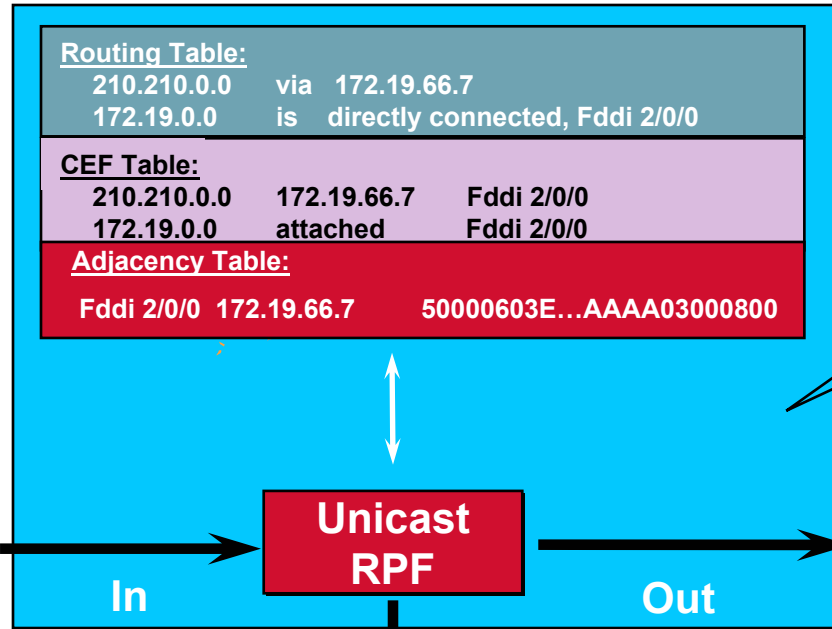 Routing Table:
210.210.0.0 via 172.19.66.7
172.19.0.0 is directly connected, Fddi 2/0/0
CEF Table:
210.210.0.0 172.19.66.7 Fddi 2/0/0
172.19.0.0 attached Fddi 2/0/0
Adjacency Table:
Fddi 2/0/0 172.19.66.7 50000603E…AAAA03000800
Unicast
RPF
In
Out